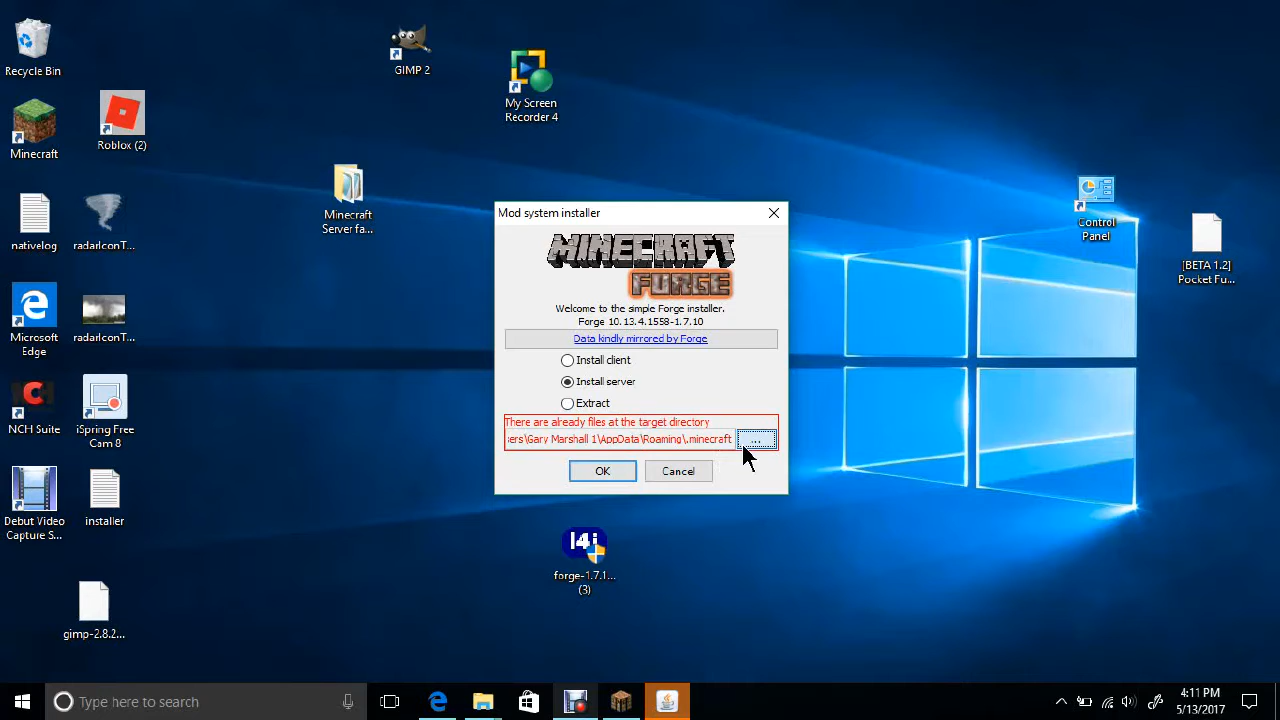 Recycle Bin
GIMP 2
My Screen
Recorder 4
Minecraft
Roblox (2)
Minecraft
Server fa...
Control
Panel
nativelog
radarIconT...
[BETA 1.2]
Pocket Fu...
Mod system installer
MINECRAFT
FORGE
Welcome to the simple Forge installer.
Forge 10.13.4.1558-1.7.10
Data kindly mirrored by Forge
Install client
Install server
Extract
There are already files at the target directory
sers\Gary Marshall 1\AppData\Roaming\.minecraft
...
OK
Cancel
Microsoft
Edge
radarIconT...
NCH Suite
iSpring Free
Cam 8
Debut Video
Capture S...
installer
l4j
forge-1.7.1...
(3)
gimp-2.8.2...
Type here to search
4:11 PM
5/13/2017